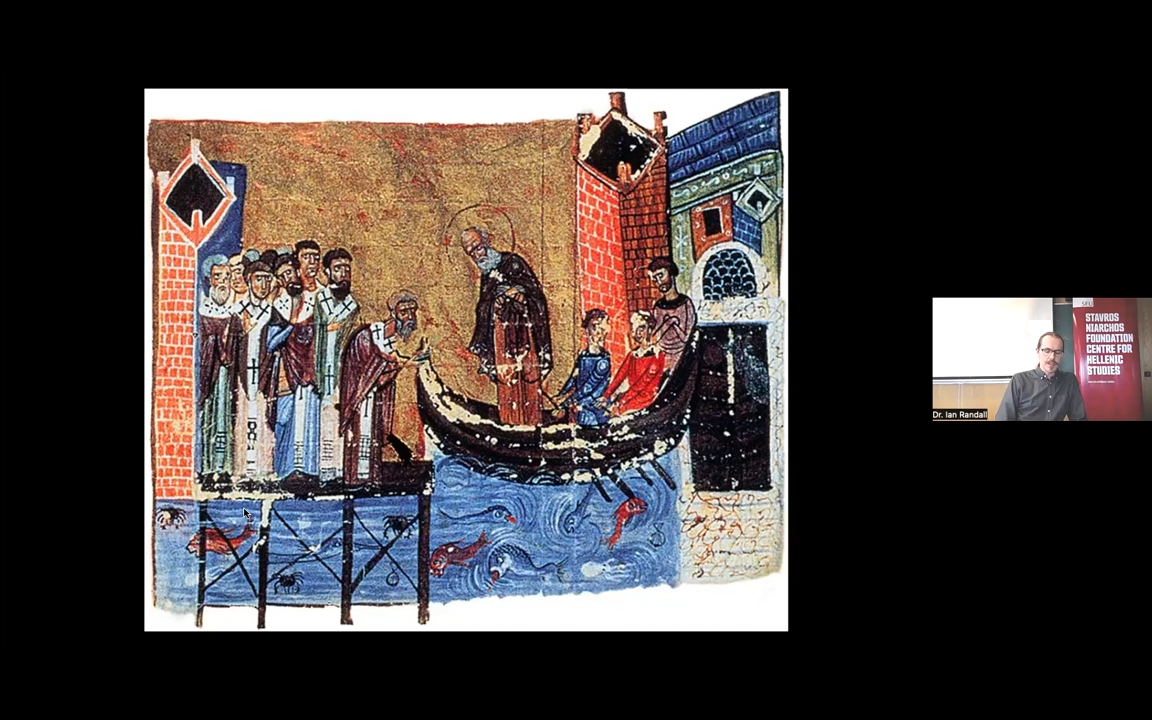 SFU
STAVROS
NIARCHOS
FOUNDATION
CENTRE FOR
HELLENIC
STUDIES
Dr. Ian Randall